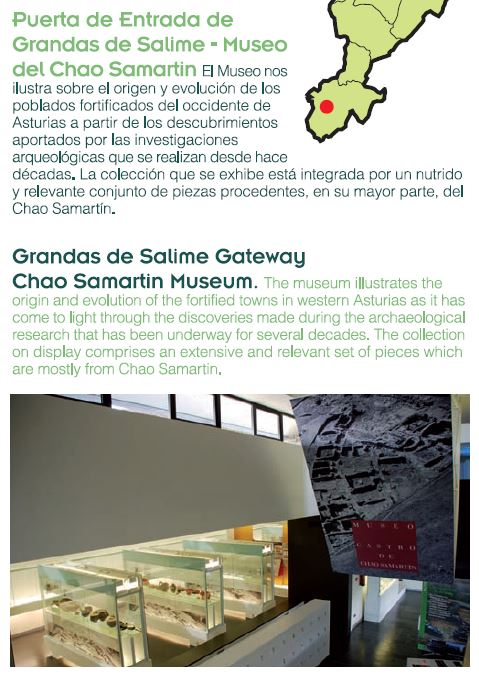 Puerta de Entrada de
Grandas de Salime - Museo
del Chao Samartin El Museo nos
ilustra sobre el origen y evolución de los
poblados fortificados del occidente de
Asturias a partir de los descubrimientos
aportados por las investigaciones
arqueológicas que se realizan desde hace
décadas. La colección que se exhibe está integrada por un nutrido
y relevante conjunto de piezas procedentes, en su mayor parte, del
Chao Samartín.
Grandas de Salime Gateway
Chao Samartin Museum. The museum illustrates the
origin and evolution of the fortified towns in western Asturias as it has
come to light through the discoveries made during the archaeological
research that has been underway for several decades. The collection
on display comprises an extensive and relevant set of pieces which
are mostly from Chao Samartin.
MUSEO
CASTRO
DE
CHAO SAMARTIN